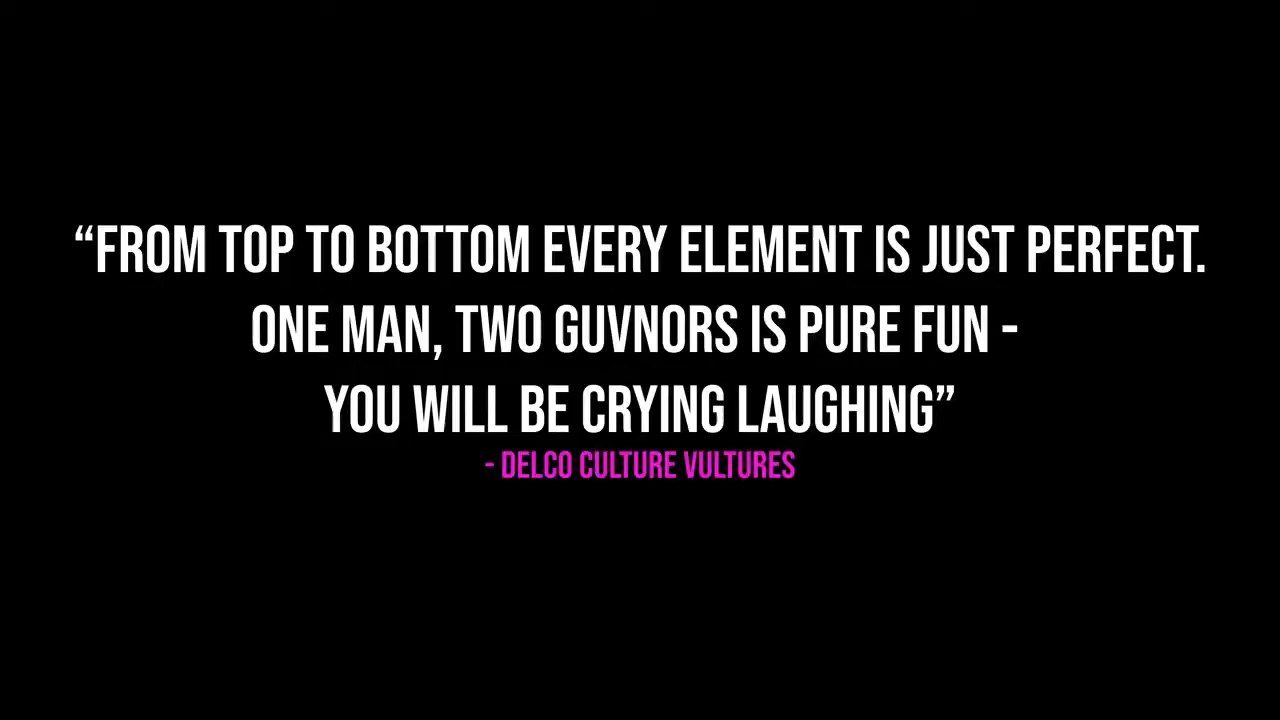 “FROM TOP TO BOTTOM EVERY ELEMENT IS JUST PERFECT.
ONE MAN, TWO GUVNORS IS PURE FUN -
YOU WILL BE CRYING LAUGHING”
- DELCO CULTURE VULTURES